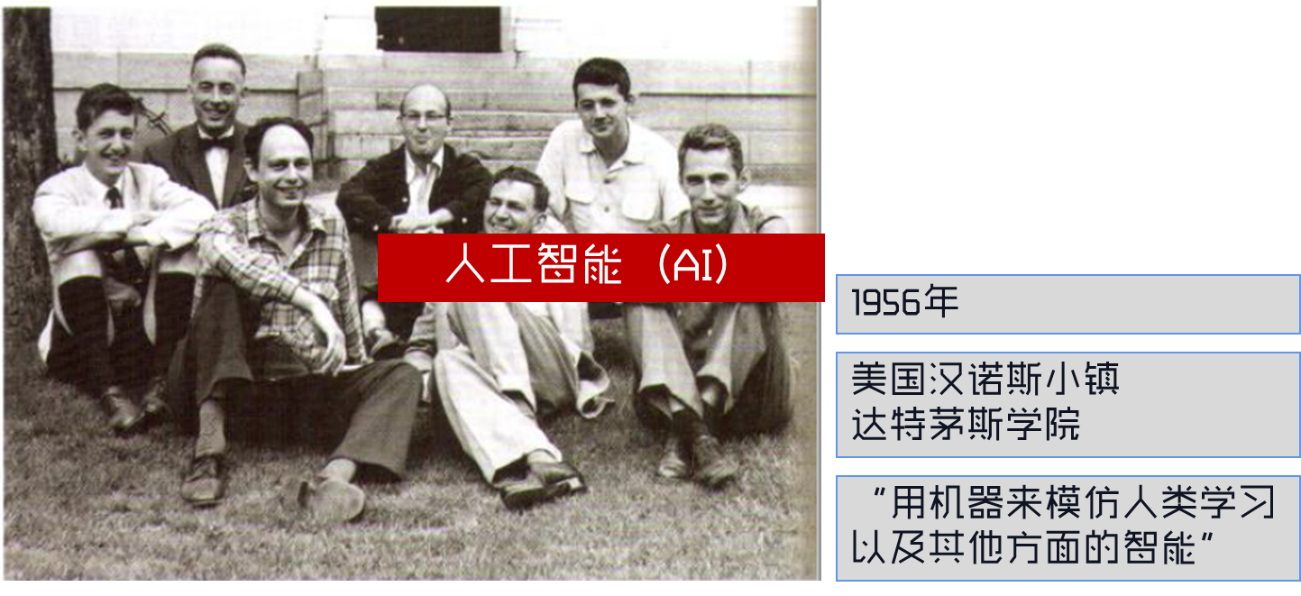 人工智能 （AI）
1956年
美国汉诺斯小镇
达特茅斯学院
“用机器来模仿人类学习
以及其他方面的智能”